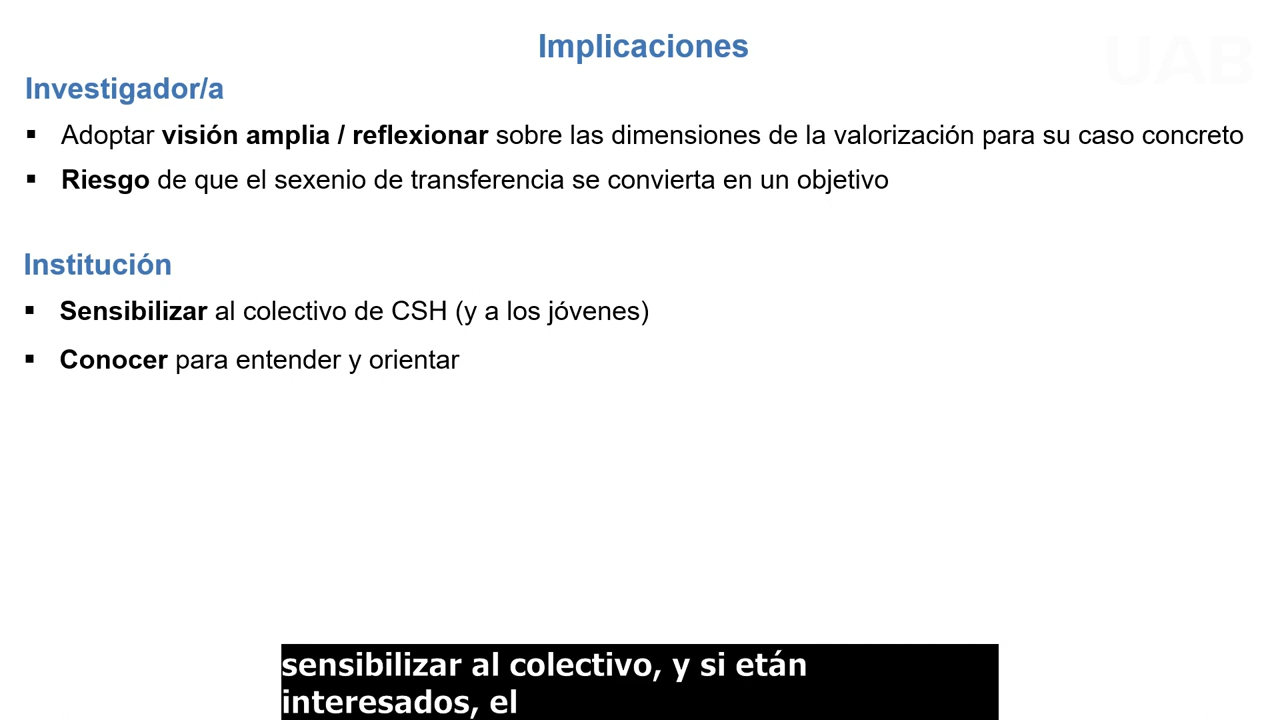 Implicaciones
UAB
Investigador/a
▪ Adoptar visión amplia / reflexionar sobre las dimensiones de la valorización para su caso concreto
▪ Riesgo de que el sexenio de transferencia se convierta en un objetivo
Institución
▪ Sensibilizar al colectivo de CSH (y a los jóvenes)
▪ Conocer para entender y orientar
sensibilizar al colectivo, y si etán
interesados, el